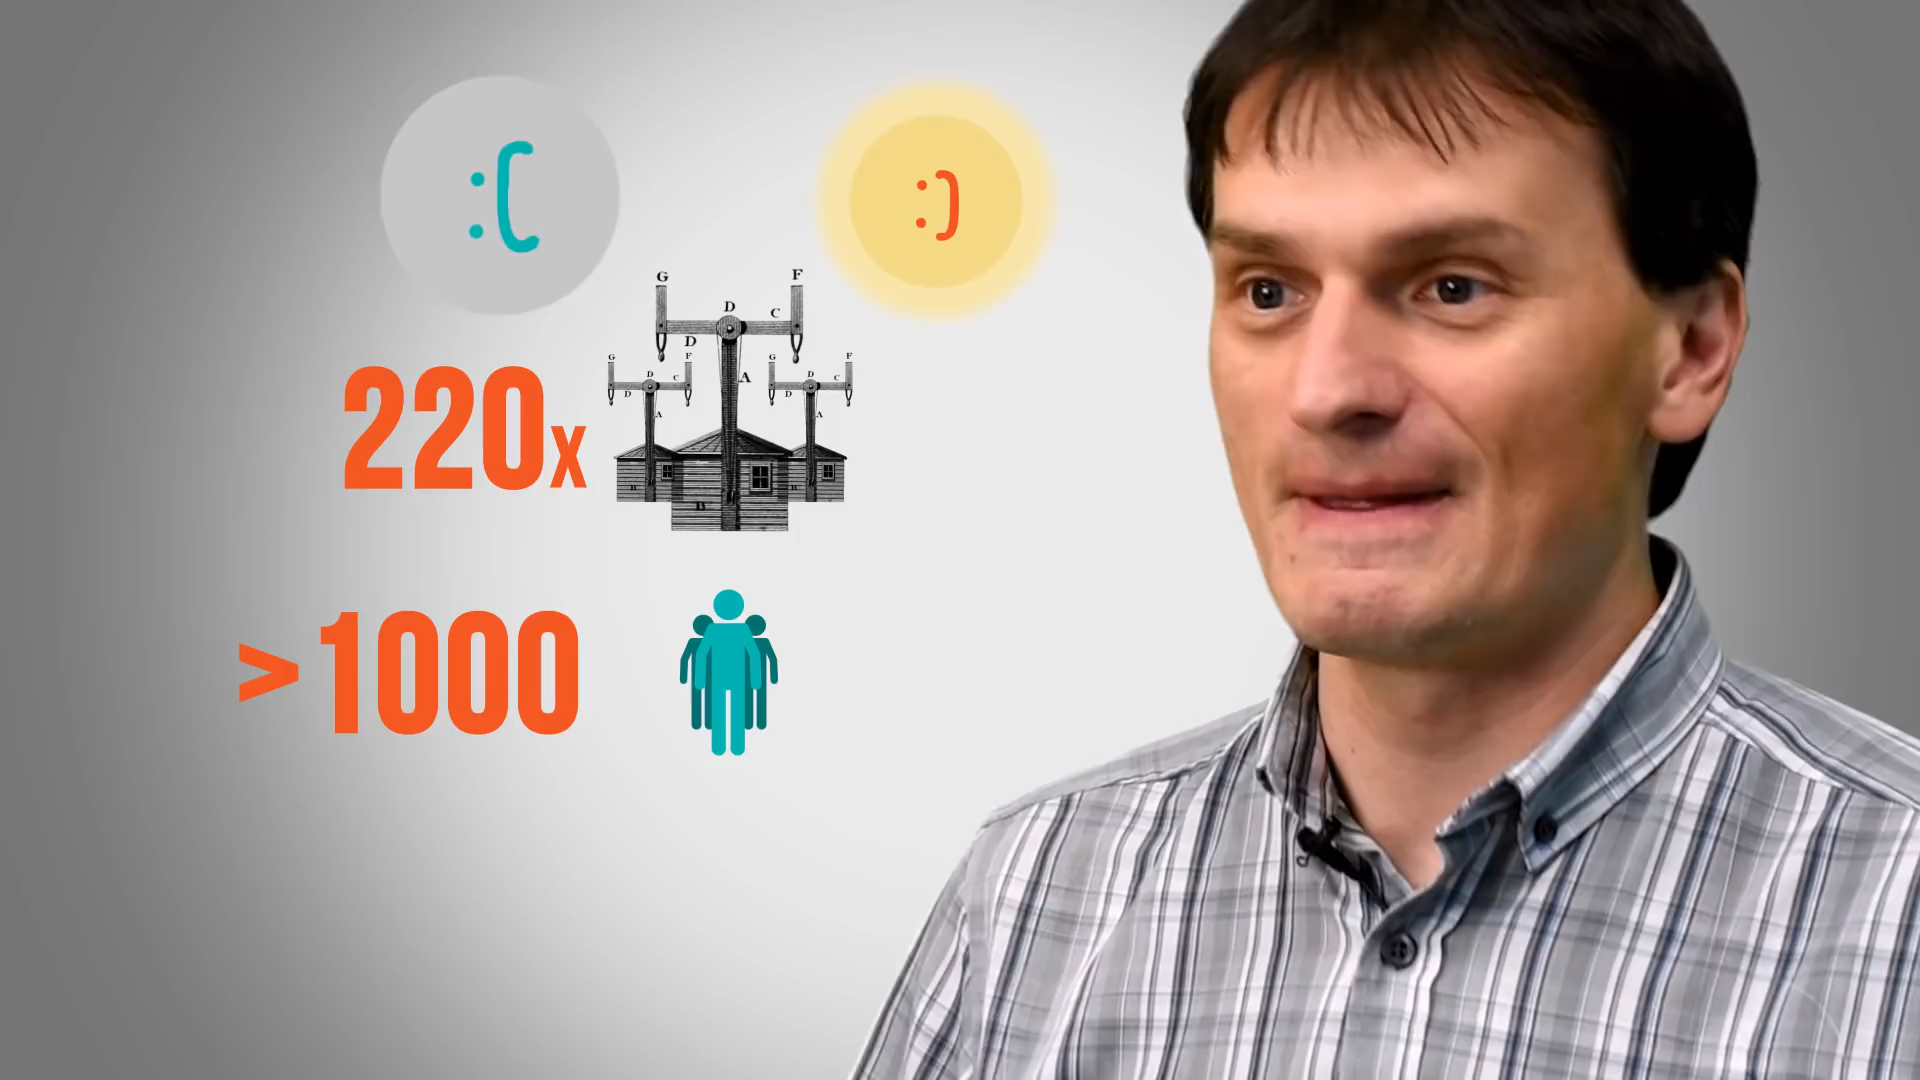 :( :)
G F
D C
D
A
G F G F
D C D C
D D
A A
220x
B B B
>1000